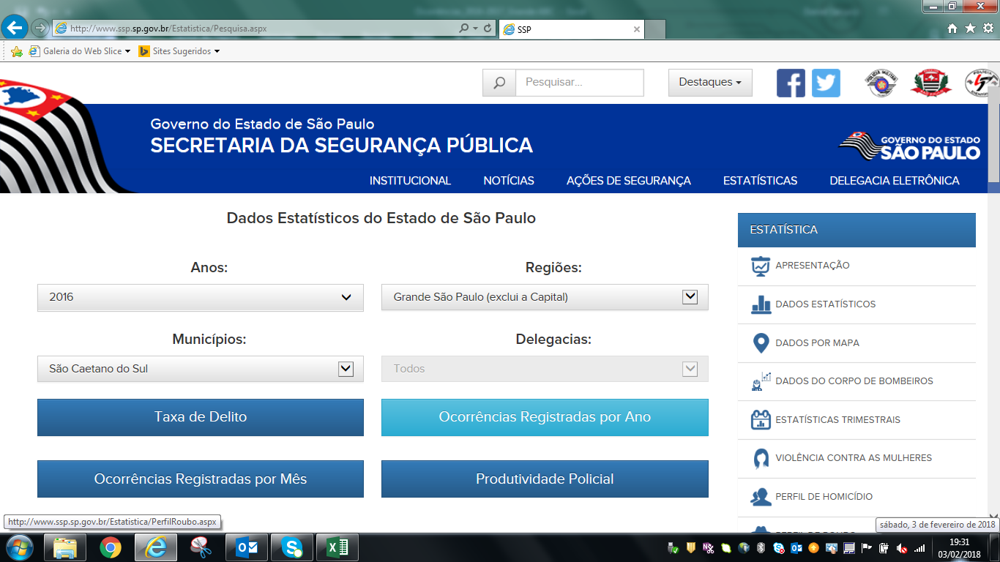 http://www.ssp.sp.gov.br/Estatistica/Pesquisa.aspx
SSP
Galeria do Web Slice
Sites Sugeridos
Pesquisar...
Destaques
Governo do Estado de São Paulo
SECRETARIA DA SEGURANÇA PÚBLICA
GOVERNO DO ESTADO
SÃO PAULO
INSTITUCIONAL NOTÍCIAS AÇÕES DE SEGURANÇA ESTATÍSTICAS DELEGACIA ELETRÔNICA
Dados Estatísticos do Estado de São Paulo
Anos:
2016
Regiões:
Grande São Paulo (exclui a Capital)
Municípios:
São Caetano do Sul
Delegacias:
Todos
Taxa de Delito
Ocorrências Registradas por Ano
Ocorrências Registradas por Mês
Produtividade Policial
ESTATÍSTICA
APRESENTAÇÃO
DADOS ESTATÍSTICOS
DADOS POR MAPA
DADOS DO CORPO DE BOMBEIROS
ESTATÍSTICAS TRIMESTRAIS
VIOLÊNCIA CONTRA AS MULHERES
PERFIL DE HOMICÍDIO
http://www.ssp.sp.gov.br/Estatistica/PerfilRoubo.aspx
sábado, 3 de fevereiro de 2018
19:31
03/02/2018